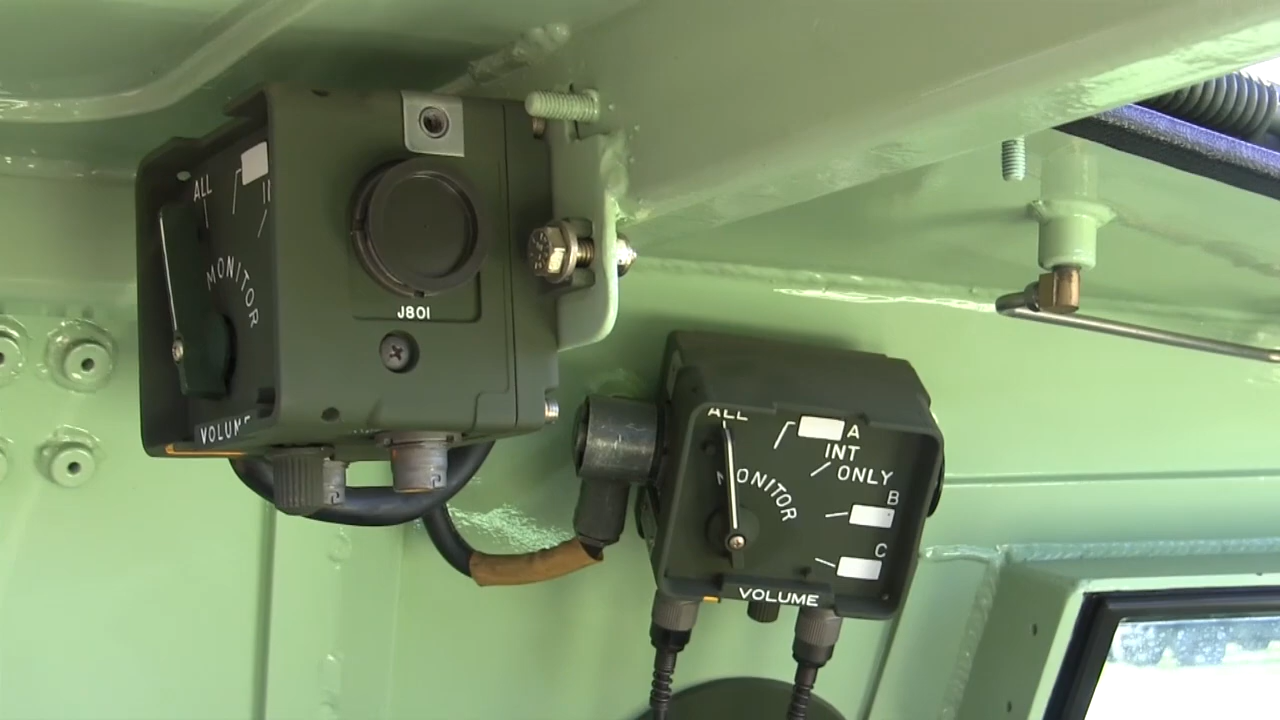 ALL
MONITOR
J801
VOLUME
ALL
A
INT
ONLY
MONITOR
B
C
VOLUME